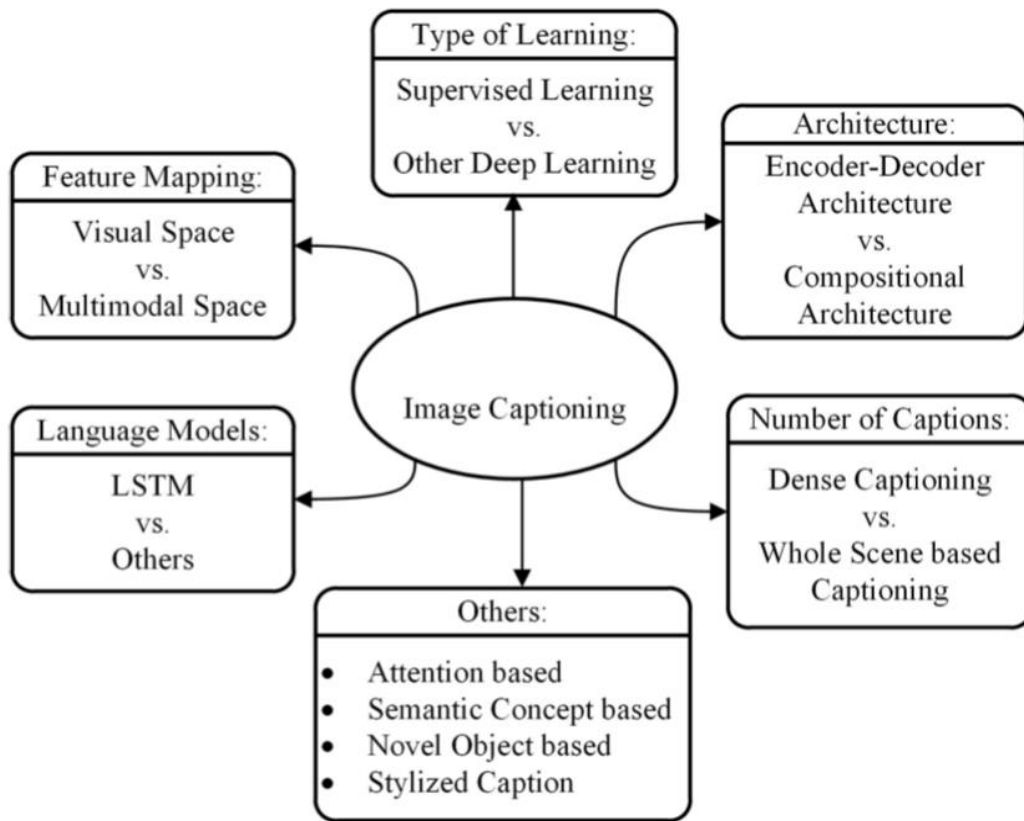 Type of Learning:
Supervised Learning
vs.
Other Deep Learning
Architecture:
Encoder-Decoder
Architecture
vs.
Compositional
Architecture
Feature Mapping:
Visual Space
vs.
Multimodal Space
Image Captioning
Language Models:
LSTM
vs.
Others
Number of Captions:
Dense Captioning
vs.
Whole Scene based
Captioning
Others:
• Attention based
• Semantic Concept based
• Novel Object based
• Stylized Caption